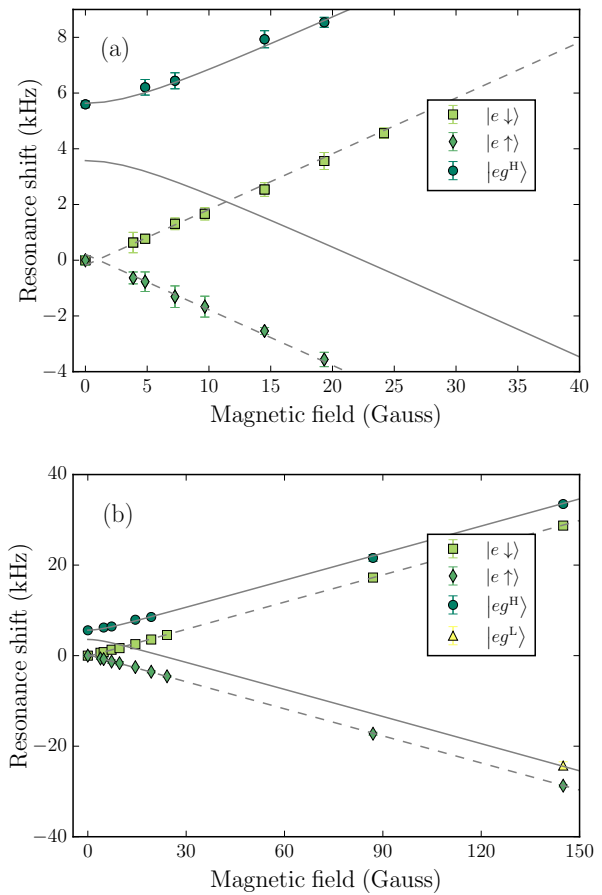 (a)
8
6
4
2
0
−2
−4
Resonance shift (kHz)
|e ↓⟩
|e ↑⟩
|eg^H⟩
0 5 10 15 20 25 30 35 40
Magnetic field (Gauss)
(b)
40
20
0
−20
−40
Resonance shift (kHz)
|e ↓⟩
|e ↑⟩
|eg^H⟩
|eg^L⟩
0 30 60 90 120 150
Magnetic field (Gauss)